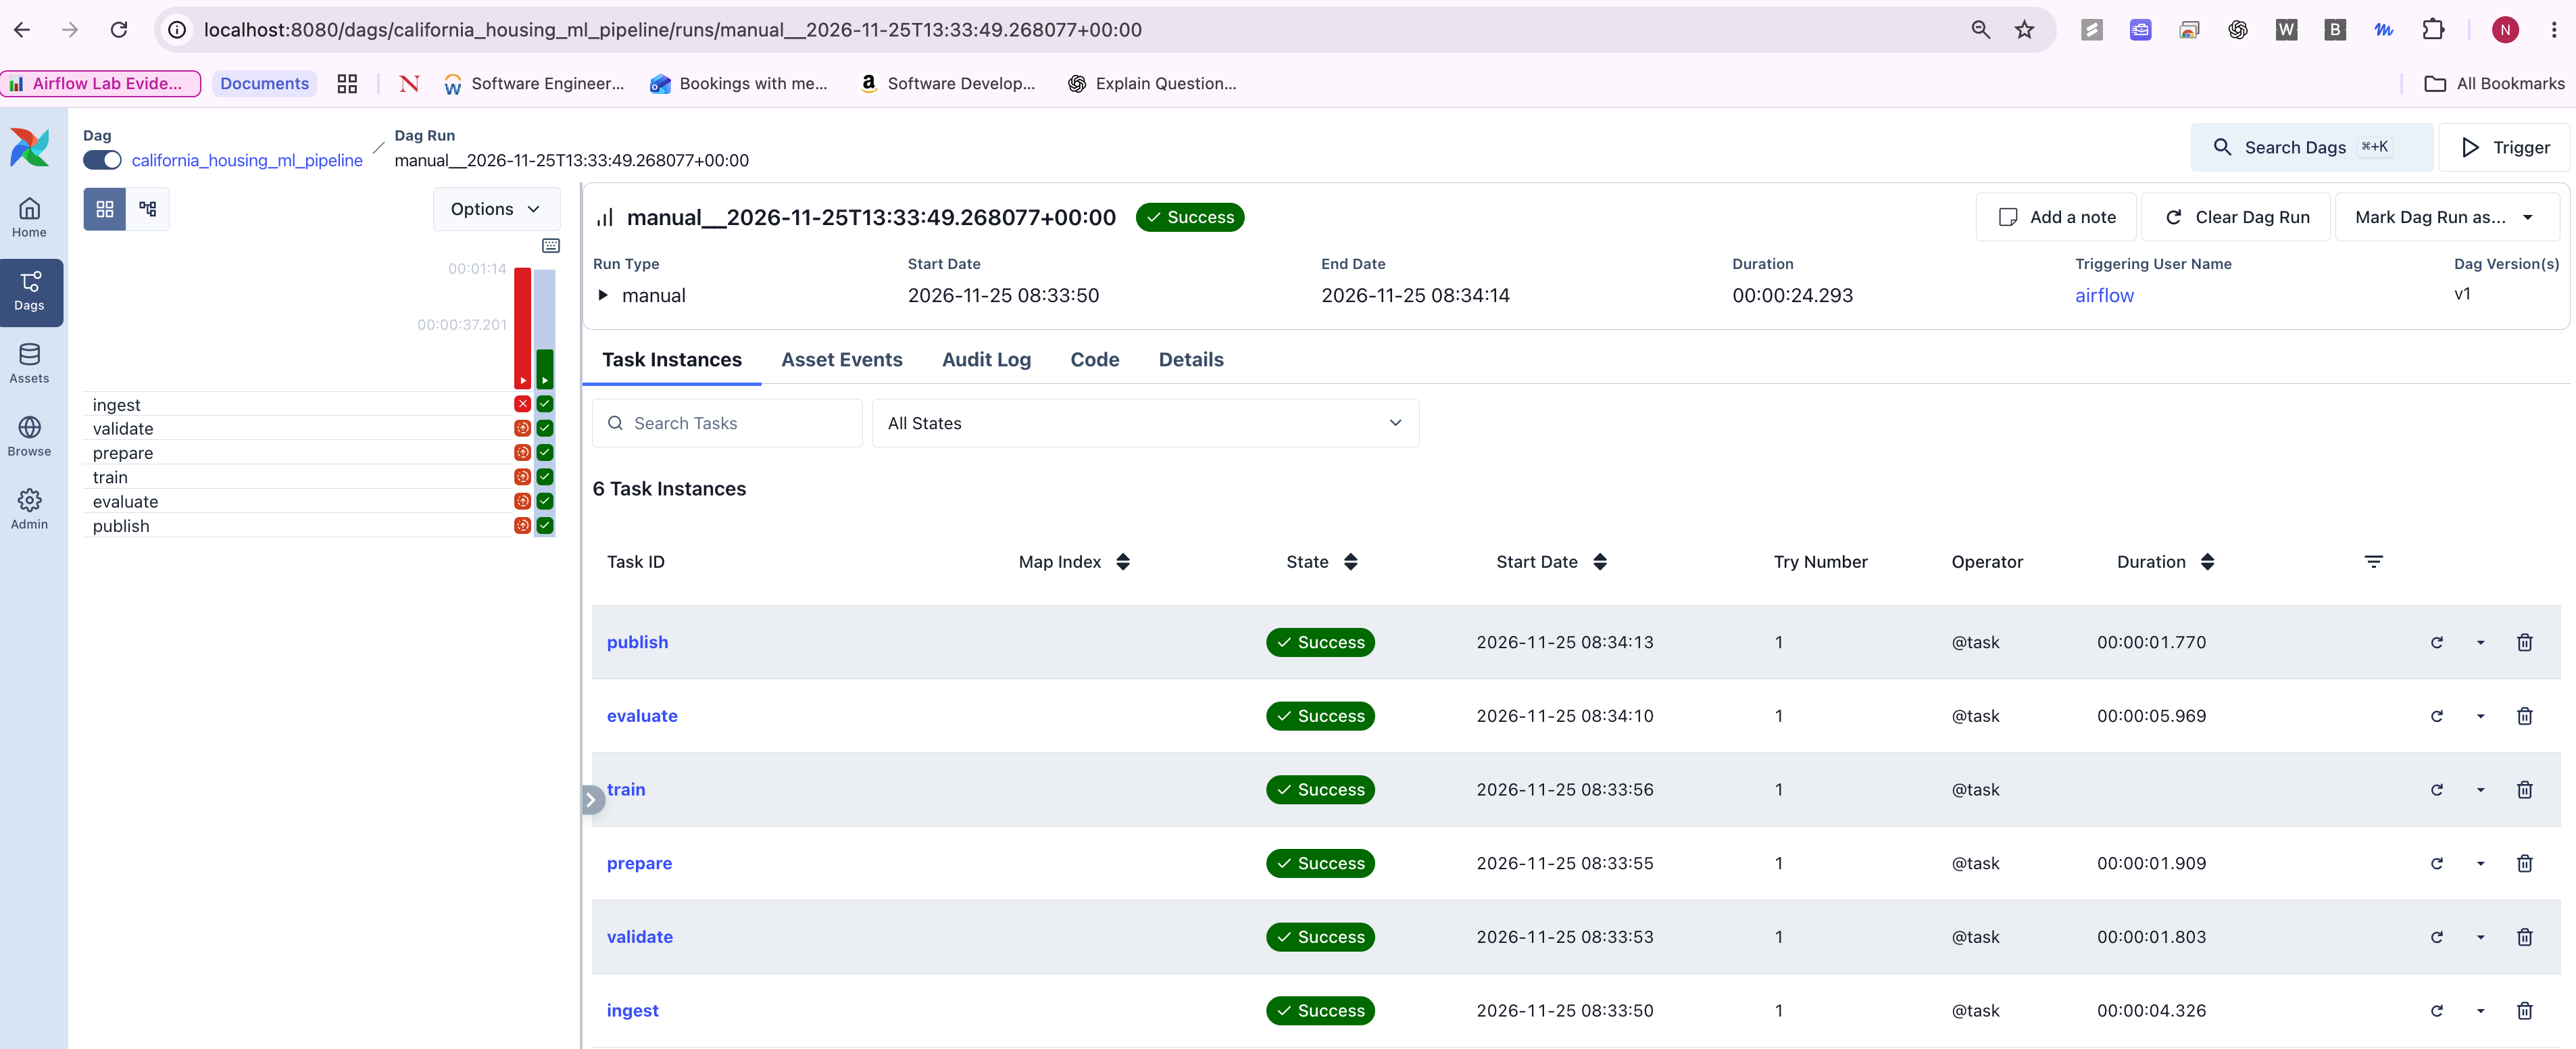 localhost:8080/dags/california_housing_ml_pipeline/runs/manual__2026-11-25T13:33:49.268077+00:00
N
Airflow Lab Evide...
Documents
Software Engineer...
Bookings with me...
Software Develop...
Explain Question...
All Bookmarks
Dag
california_housing_ml_pipeline
/
Dag Run
manual__2026-11-25T13:33:49.268077+00:00
Search Dags ⌘+K
Trigger
Home
Dags
Assets
Browse
Admin
Options
00:01:14
00:00:37.201
ingest
validate
prepare
train
evaluate
publish
manual__2026-11-25T13:33:49.268077+00:00 Success
Add a note
Clear Dag Run
Mark Dag Run as...
Run Type Start Date End Date Duration Triggering User Name Dag Version(s)
manual 2026-11-25 08:33:50 2026-11-25 08:34:14 00:00:24.293 airflow v1
Task Instances Asset Events Audit Log Code Details
Search Tasks All States
6 Task Instances
Task ID Map Index State Start Date Try Number Operator Duration
publish Success 2026-11-25 08:34:13 1 @task 00:00:01.770
evaluate Success 2026-11-25 08:34:10 1 @task 00:00:05.969
train Success 2026-11-25 08:33:56 1 @task
prepare Success 2026-11-25 08:33:55 1 @task 00:00:01.909
validate Success 2026-11-25 08:33:53 1 @task 00:00:01.803
ingest Success 2026-11-25 08:33:50 1 @task 00:00:04.326